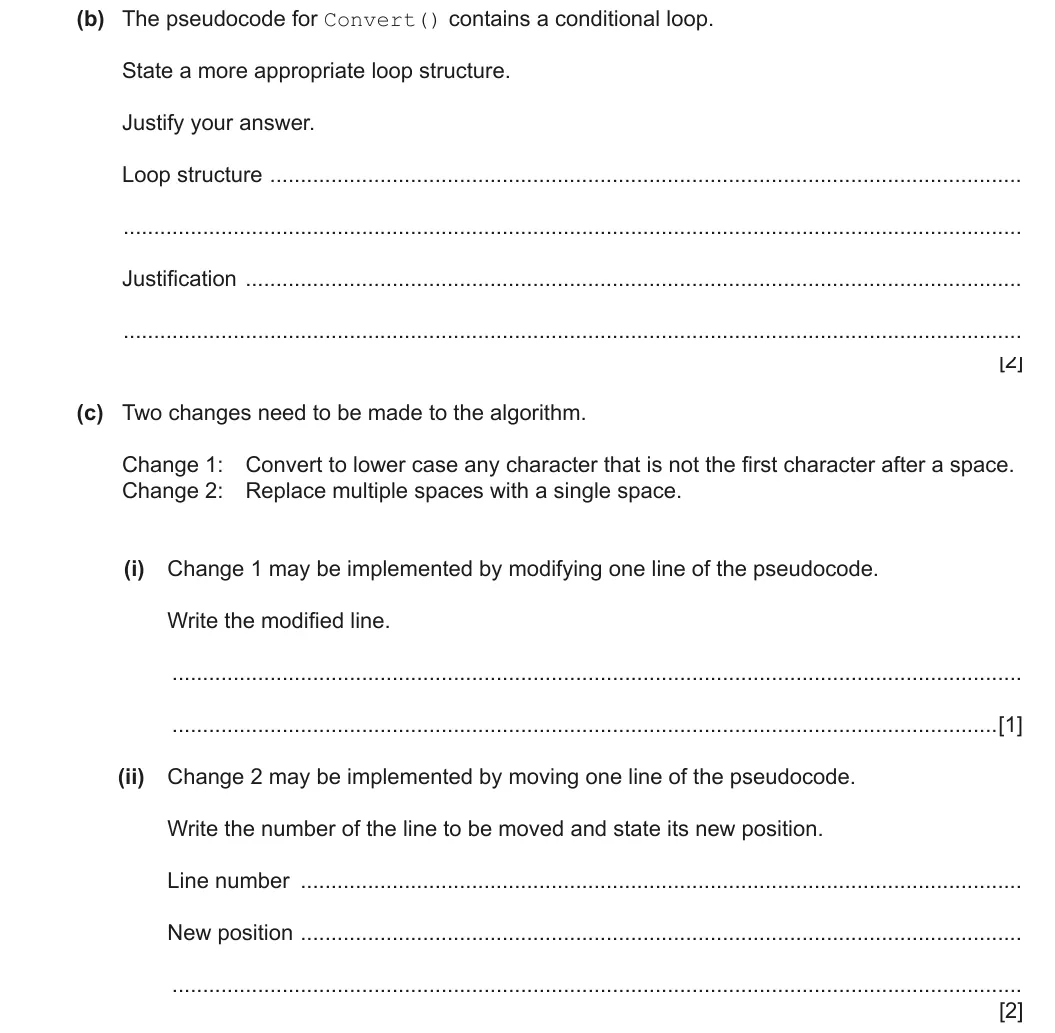 (b) The pseudocode for Convert() contains a conditional loop.
State a more appropriate loop structure.
Justify your answer.
Loop structure ..........
..........
Justification ..........
..........
[2]
(c) Two changes need to be made to the algorithm.
Change 1: Convert to lower case any character that is not the first character after a space.
Change 2: Replace multiple spaces with a single space.
(i) Change 1 may be implemented by modifying one line of the pseudocode.
Write the modified line.
..........
..........[1]
(ii) Change 2 may be implemented by moving one line of the pseudocode.
Write the number of the line to be moved and state its new position.
Line number ..........
New position ..........
..........
[2]